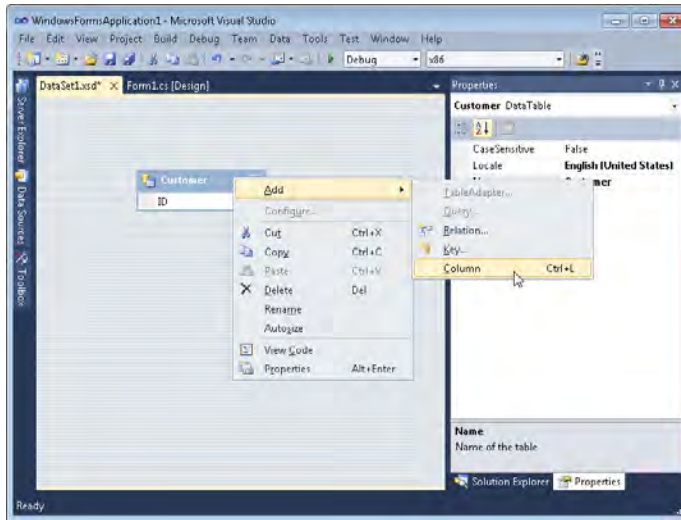 WindowsFormsApplication1 - Microsoft Visual Studio
File Edit View Project Build Debug Team Data Tools Test Window Help
Debug x86
DataSet1.xsd* × Form1.cs [Design]
Server Explorer
Data Sources
Toolbox
Customer
ID
Add
Configure...
Cut Ctrl+X
Copy Ctrl+C
Paste Ctrl+V
Delete Del
Rename
Autosize
View Code
Properties Alt+Enter
TableAdapter...
Query...
Relation...
Key...
Column Ctrl+L
Properties
Customer DataTable
CaseSensitive False
Locale English (United States)
mer
Name
Name of the table
Solution Explorer Properties
Ready